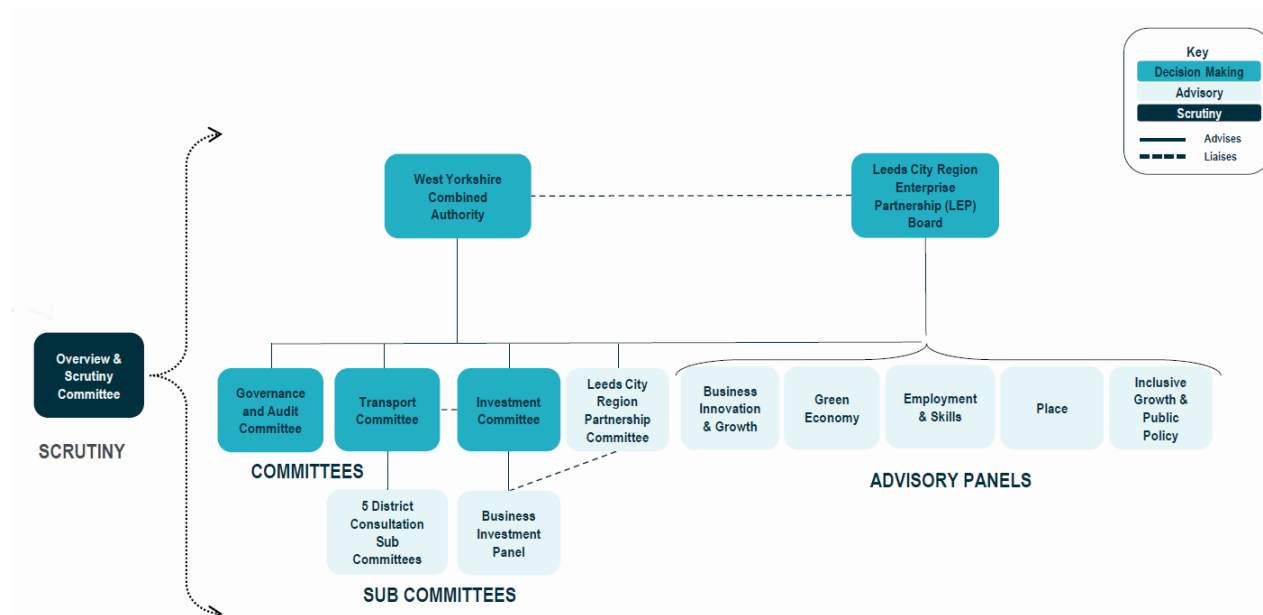 Key
Decision Making
Advisory
Scrutiny
Advises
Liaises
West Yorkshire
Combined
Authority
Leeds City Region
Enterprise
Partnership (LEP)
Board
Overview &
Scrutiny
Committee
SCRUTINY
Governance
and Audit
Committee
Transport
Committee
Investment
Committee
Leeds City
Region
Partnership
Committee
Business
Innovation
& Growth
Green
Economy
Employment
& Skills
Place
Inclusive
Growth &
Public
Policy
COMMITTEES
ADVISORY PANELS
5 District
Consultation
Sub
Committees
Business
Investment
Panel
SUB COMMITTEES